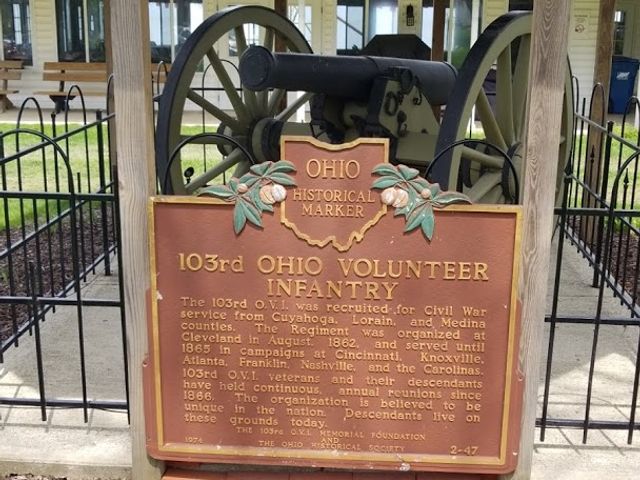 OHIO
HISTORICAL
MARKER
103rd OHIO VOLUNTEER
INFANTRY
The 103rd O.V.I. was recruited for Civil War
service from Cuyahoga, Lorain, and Medina
counties. The Regiment was organized at
Cleveland in August, 1862, and served until
1865 in campaigns at Cincinnati, Knoxville,
Atlanta, Franklin, Nashville, and the Carolinas.
103rd O.V.I. veterans and their descendants
have held continuous, annual reunions since
1866. The organization is believed to be
unique in the nation. Descendants live on
these grounds today.
THE 103rd O.V.I. MEMORIAL FOUNDATION
AND
1974 THE OHIO HISTORICAL SOCIETY 2-47